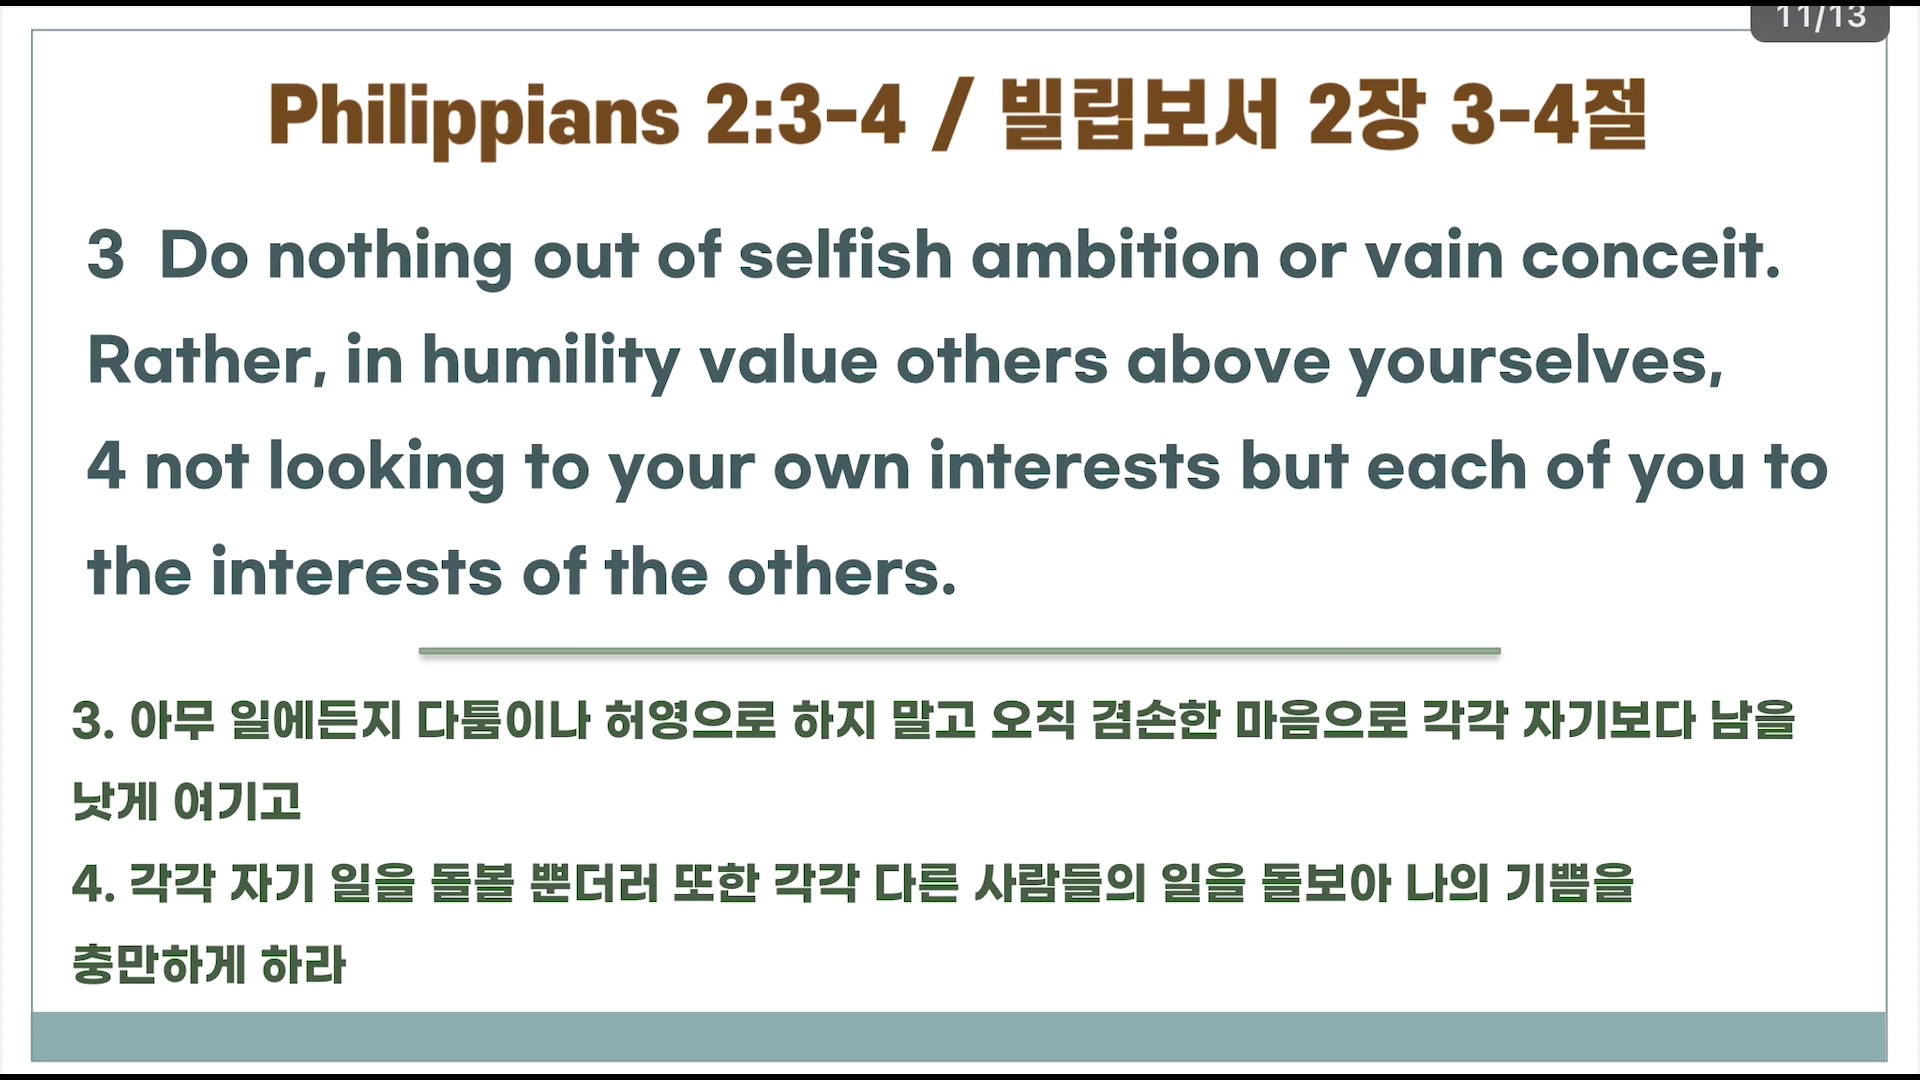 11/13
Philippians 2:3-4 / 빌립보서 2장 3-4절
3 Do nothing out of selfish ambition or vain conceit.
Rather, in humility value others above yourselves,
4 not looking to your own interests but each of you to
the interests of the others.
3. 아무 일에든지 다툼이나 허영으로 하지 말고 오직 겸손한 마음으로 각각 자기보다 남을
낫게 여기고
4. 각각 자기 일을 돌볼 뿐더러 또한 각각 다른 사람들의 일을 돌보아 나의 기쁨을
충만하게 하라